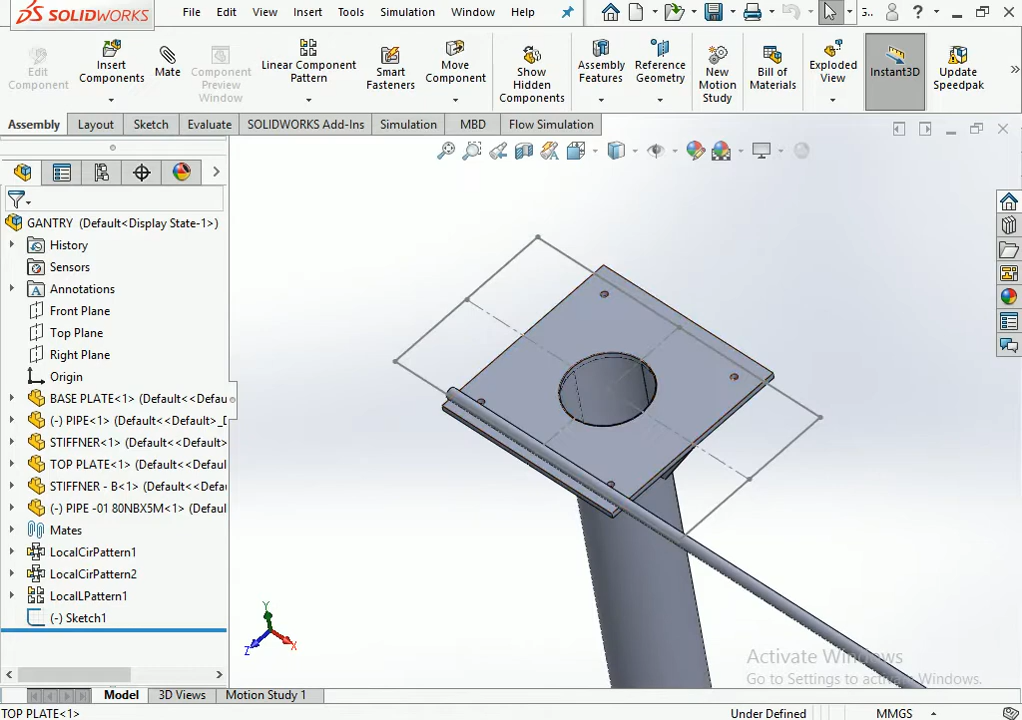 SOLIDWORKS File Edit View Insert Tools Simulation Window Help 5.. ?
Edit Component
Insert Components
Mate
Component Preview Window
Linear Component Pattern
Smart Fasteners
Move Component
Show Hidden Components
Assembly Features
Reference Geometry
New Motion Study
Bill of Materials
Exploded View
Instant3D
Update Speedpak
Assembly Layout Sketch Evaluate SOLIDWORKS Add-Ins Simulation MBD Flow Simulation
GANTRY (Default<Display State-1>)
History
Sensors
Annotations
Front Plane
Top Plane
Right Plane
Origin
BASE PLATE<1> (Default<<Defau
(-) PIPE<1> (Default<<Default>_D
STIFFNER<1> (Default<<Default>
TOP PLATE<1> (Default<<Default
STIFFNER - B<1> (Default<<Defau
(-) PIPE -01 80NBX5M<1> (Defaul
Mates
LocalCirPattern1
LocalCirPattern2
LocalLPattern1
(-) Sketch1
Y
X
Z
Activate Windows
Go to Settings to activate Windows.
Model 3D Views Motion Study 1
TOP PLATE<1> Under Defined MMGS